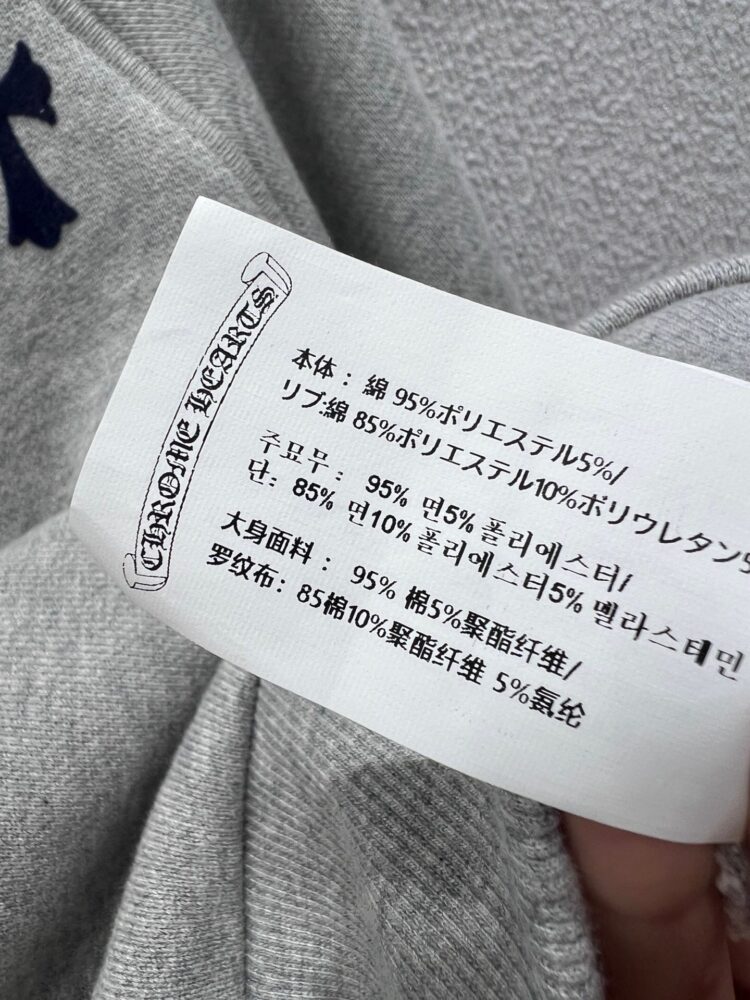 CHROME HEARTS
本体：綿 95%ポリエステル5%/
リブ:綿 85%ポリエステル10%ポリウレタン5
주묘무： 95% 면5%폴리에스터/
단: 85% 면10%폴리에스터5% 멜라스테민
大身面料： 95% 棉5%聚酯纤维/
罗纹布：85棉10%聚酯纤维 5%氨纶